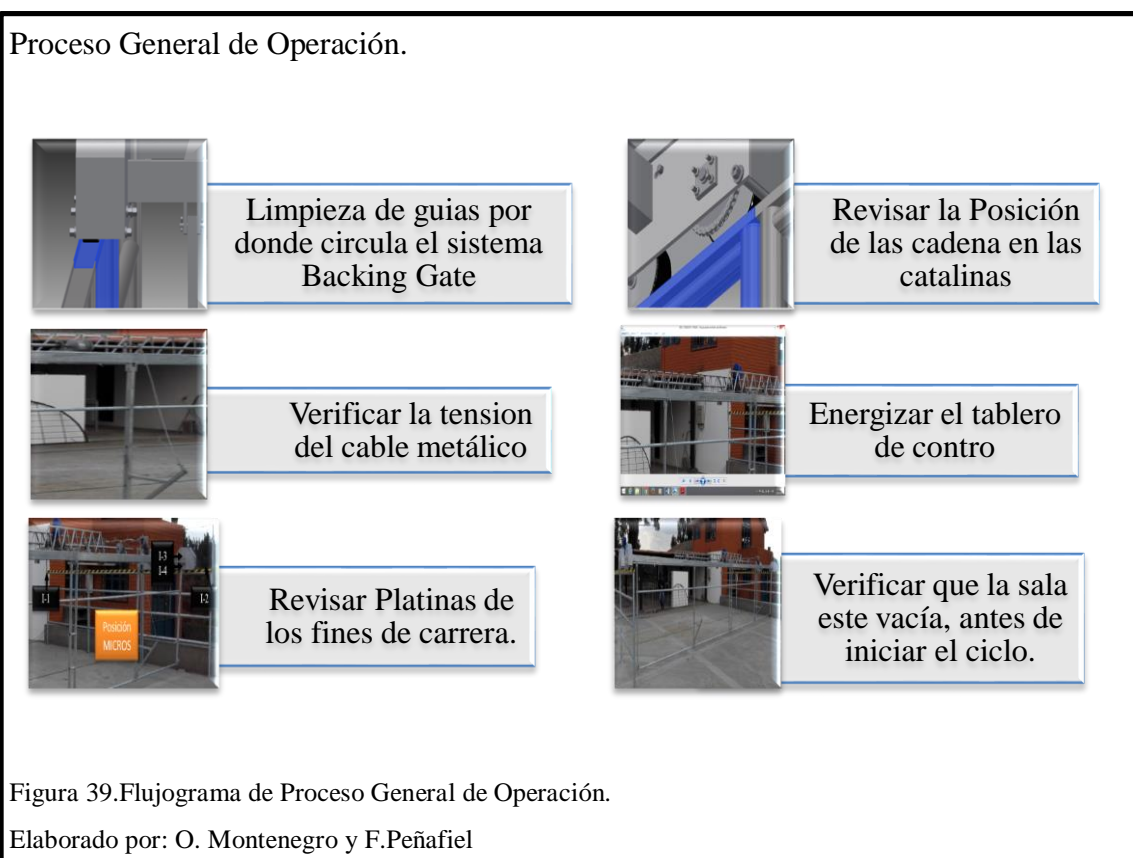 Proceso General de Operación.
Limpieza de guias por
donde circula el sistema
Backing Gate
Revisar la Posición
de las cadena en las
catalinas
Verificar la tension
del cable metálico
Energizar el tablero
de contro
I-3
I-4
I-1
I-2
Posición
MICROS
Revisar Platinas de
los fines de carrera.
Verificar que la sala
este vacía, antes de
iniciar el ciclo.
Figura 39.Flujograma de Proceso General de Operación.
Elaborado por: O. Montenegro y F.Peñafiel